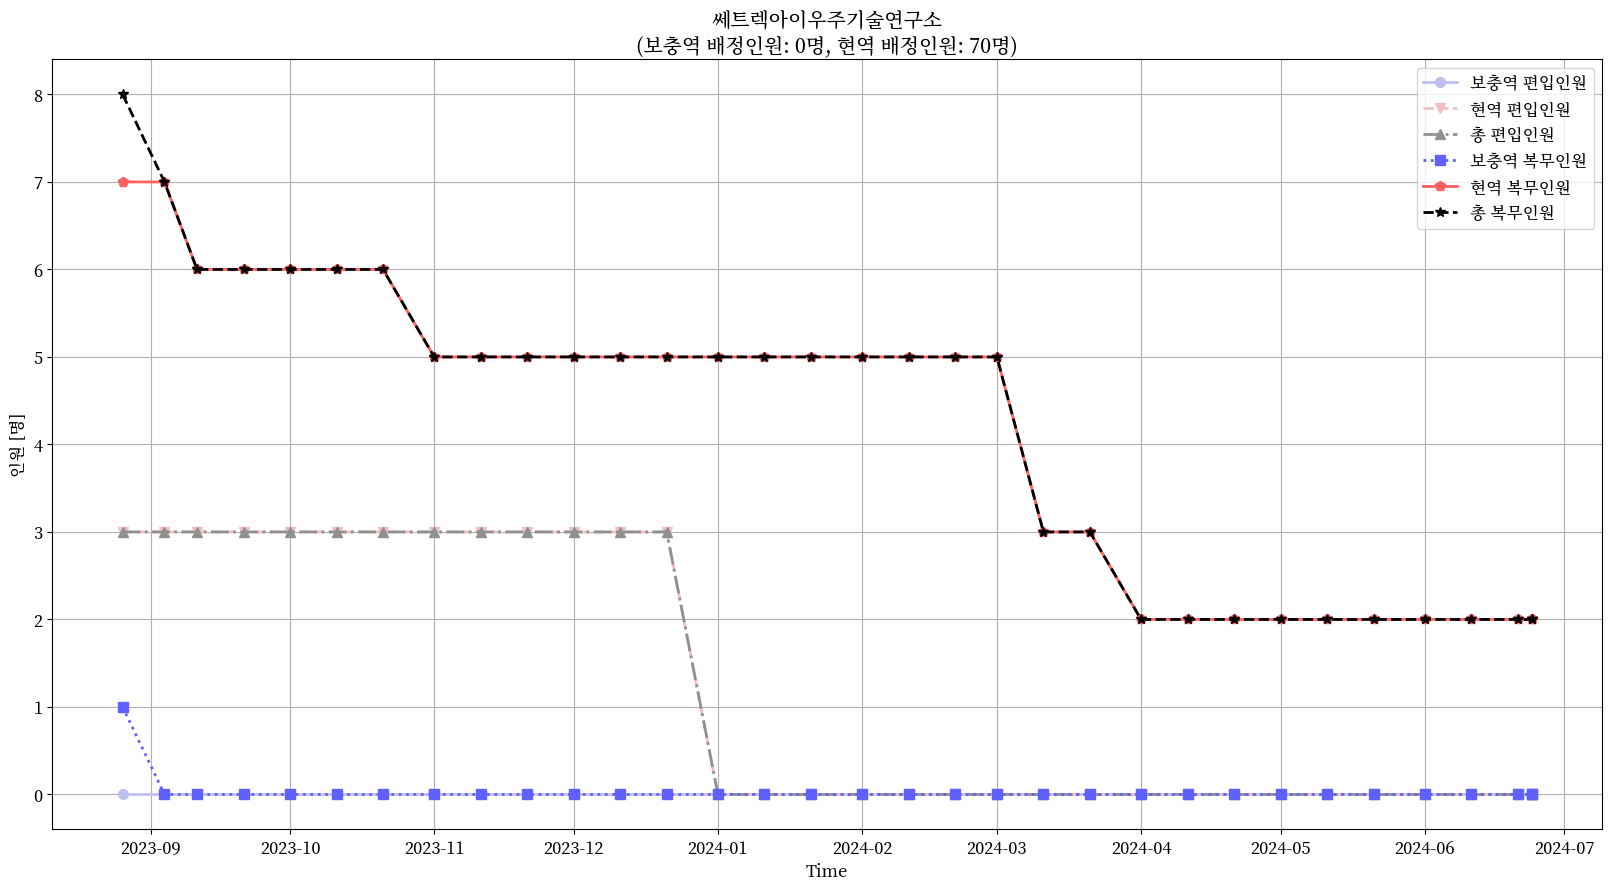 쎄트렉아이우주기술연구소
(보충역 배정인원: 0명, 현역 배정인원: 70명)
보충역 편입인원
현역 편입인원
총 편입인원
보충역 복무인원
현역 복무인원
총 복무인원
인원 [명]
8
7
6
5
4
3
2
1
0
2023-09
2023-10
2023-11
2023-12
2024-01
2024-02
2024-03
2024-04
2024-05
2024-06
2024-07
Time